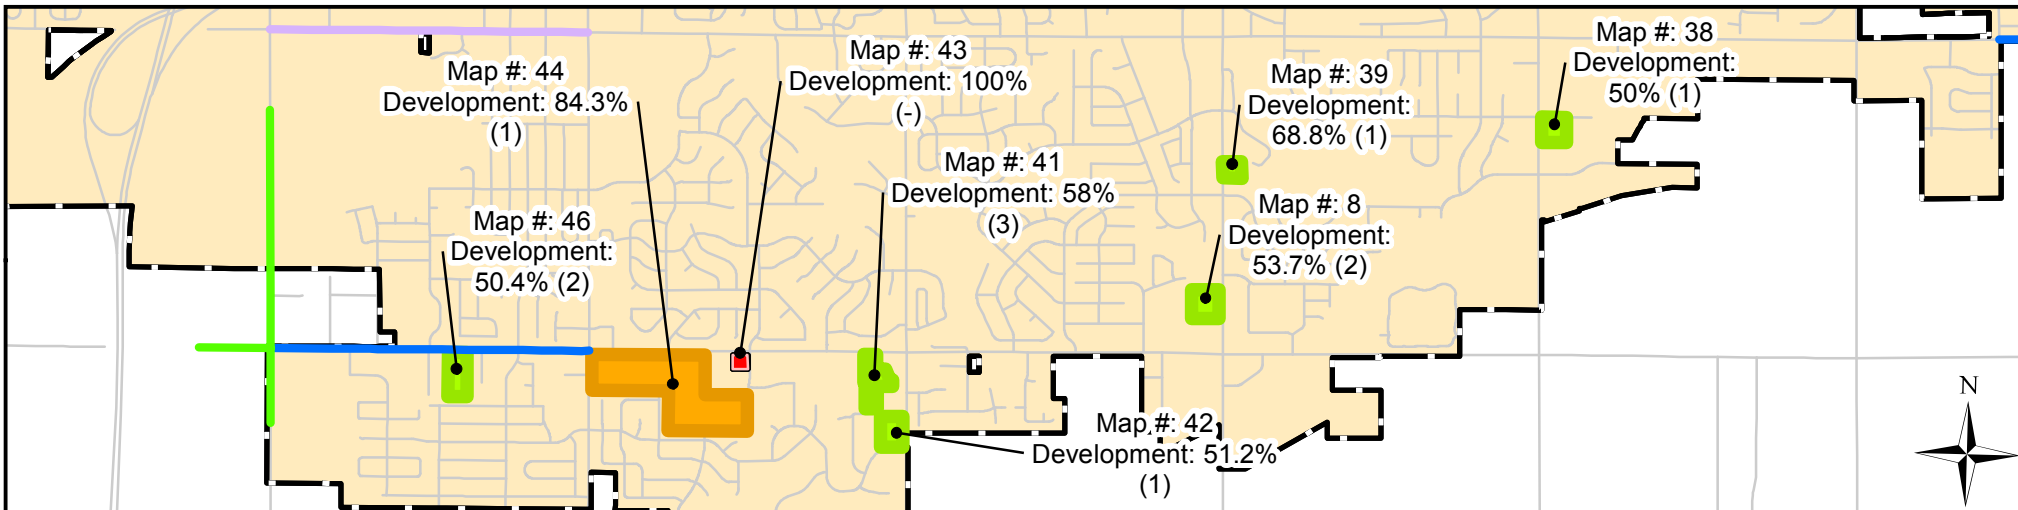 Map #: 44
Development: 84.3%
(1)
Map #: 43
Development: 100%
(-)
Map #: 39
Development:
68.8% (1)
Map #: 38
Development:
50% (1)
Map #: 46
Development:
50.4% (2)
Map #: 41
Development: 58%
(3)
Map #: 8
Development:
53.7% (2)
Map #: 42
Development: 51.2%
(1)
N